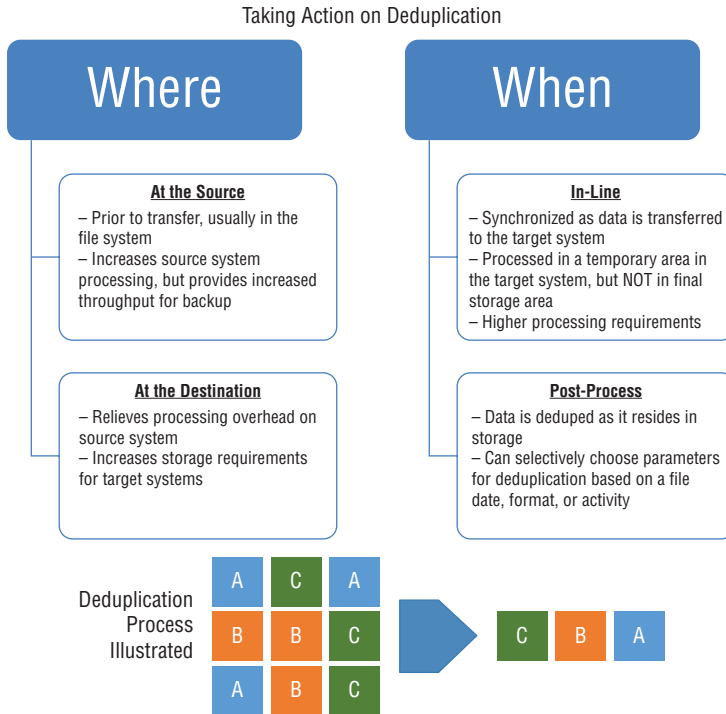 Taking Action on Deduplication
Where
At the Source
– Prior to transfer, usually in the
file system
– Increases source system
processing, but provides increased
throughput for backup
At the Destination
– Relieves processing overhead on
source system
– Increases storage requirements
for target systems
When
In-Line
– Synchronized as data is transferred
to the target system
– Processed in a temporary area in
the target system, but NOT in final
storage area
– Higher processing requirements
Post-Process
– Data is deduped as it resides in
storage
– Can selectively choose parameters
for deduplication based on a file
date, format, or activity
Deduplication
Process
Illustrated
A C A
B B C
A B C
C B A